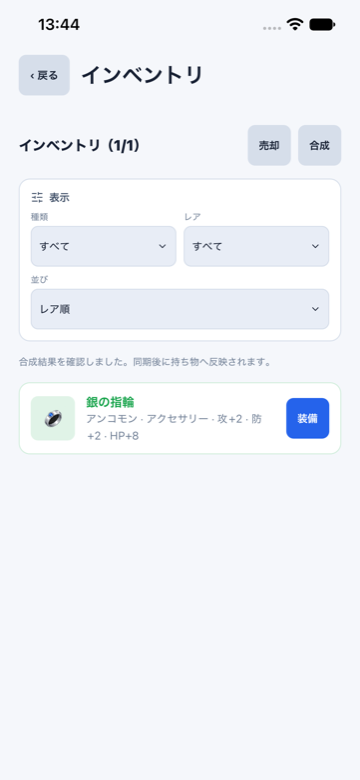 13:44
‹ 戻る
インベントリ
インベントリ (1/1)
売却
合成
表示
種類
レア
すべて
すべて
並び
レア順
合成結果を確認しました。同期後に持ち物へ反映されます。
銀の指輪
アンコモン · アクセサリー · 攻+2 · 防
+2 · HP+8
装備